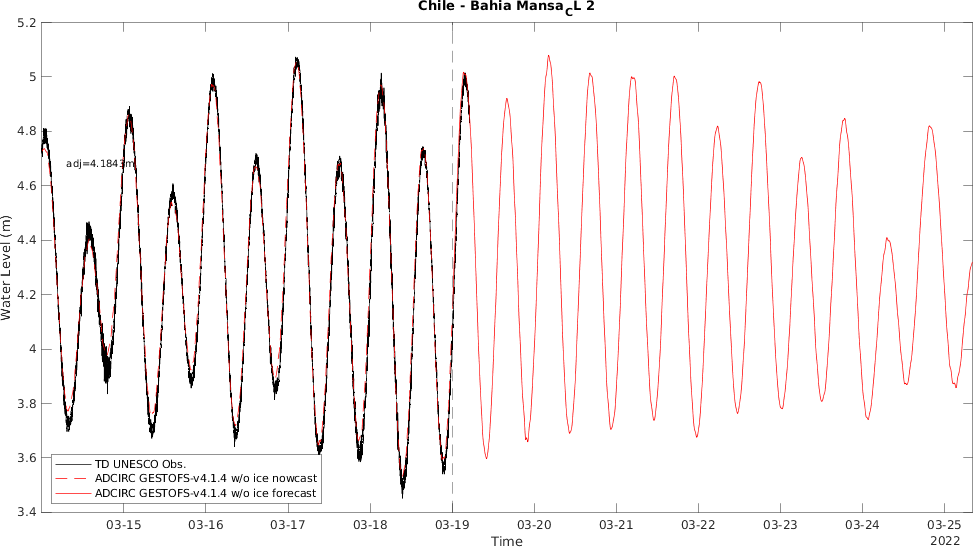 Chile - Bahia Mansa_CL 2
5.2
5
4.8
4.6
4.4
4.2
4
3.8
3.6
3.4
Water Level (m)
adj=4.1843m
TD UNESCO Obs.
ADCIRC GESTOFS-v4.1.4 w/o ice nowcast
ADCIRC GESTOFS-v4.1.4 w/o ice forecast
03-15 03-16 03-17 03-18 03-19 03-20 03-21 03-22 03-23 03-24 03-25
Time
2022